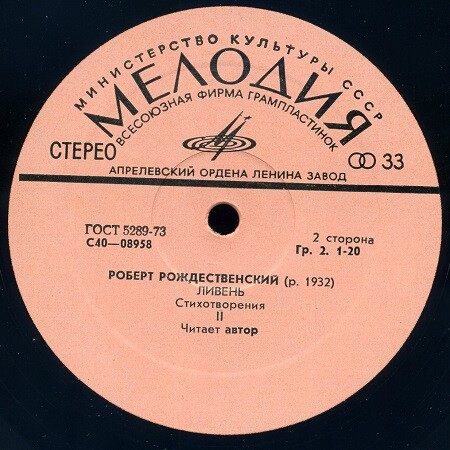 МИНИСТЕРСТВО КУЛЬТУРЫ СССР
МЕЛОДИЯ
ВСЕСОЮЗНАЯ ФИРМА ГРАМПЛАСТИНОК
СТЕРЕО
33
АПРЕЛЕВСКИЙ ОРДЕНА ЛЕНИНА ЗАВОД
ГОСТ 5289-73
С40—08958
2 сторона
Гр. 2. 1-20
РОБЕРТ РОЖДЕСТВЕНСКИЙ (р. 1932)
ЛИВЕНЬ
Стихотворения
II
Читает автор